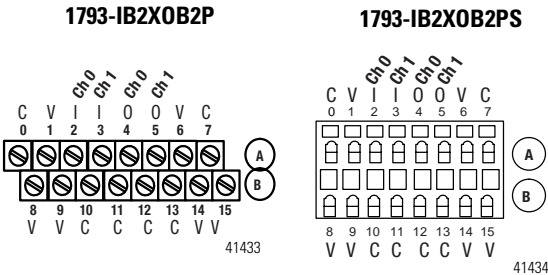 1793-IB2XOB2P
Ch 0 Ch 1 Ch 0 Ch 1
C V I I O O V C
0 1 2 3 4 5 6 7
A
B
8 9 10 11 12 13 14 15
V V C C C C V V
41433
1793-IB2XOB2PS
Ch 0 Ch 1 Ch 0 Ch 1
C V I I O O V C
0 1 2 3 4 5 6 7
A
B
8 9 10 11 12 13 14 15
V V C C C C V V
41434